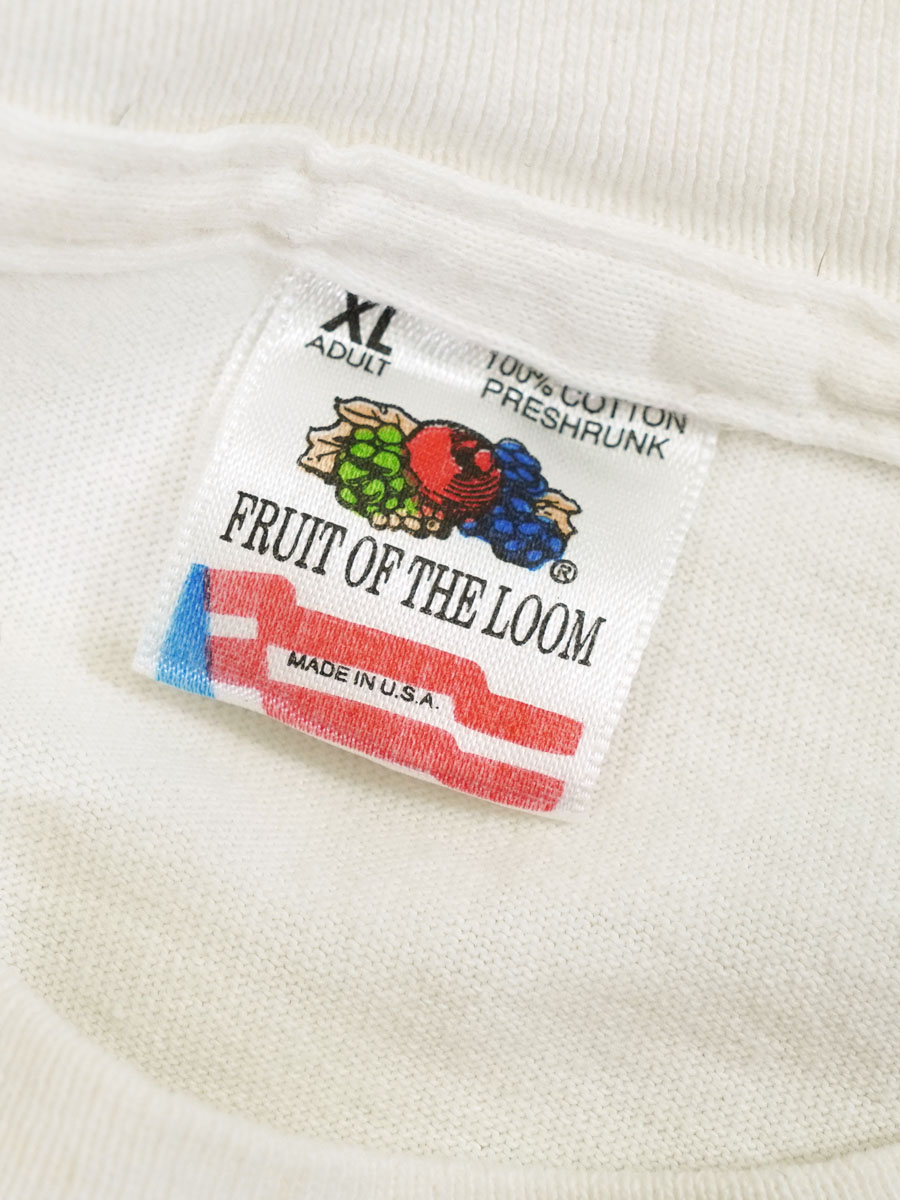 XL
ADULT
100% COTTON
PRESHRUNK
FRUIT OF THE LOOM®
MADE IN U.S.A.